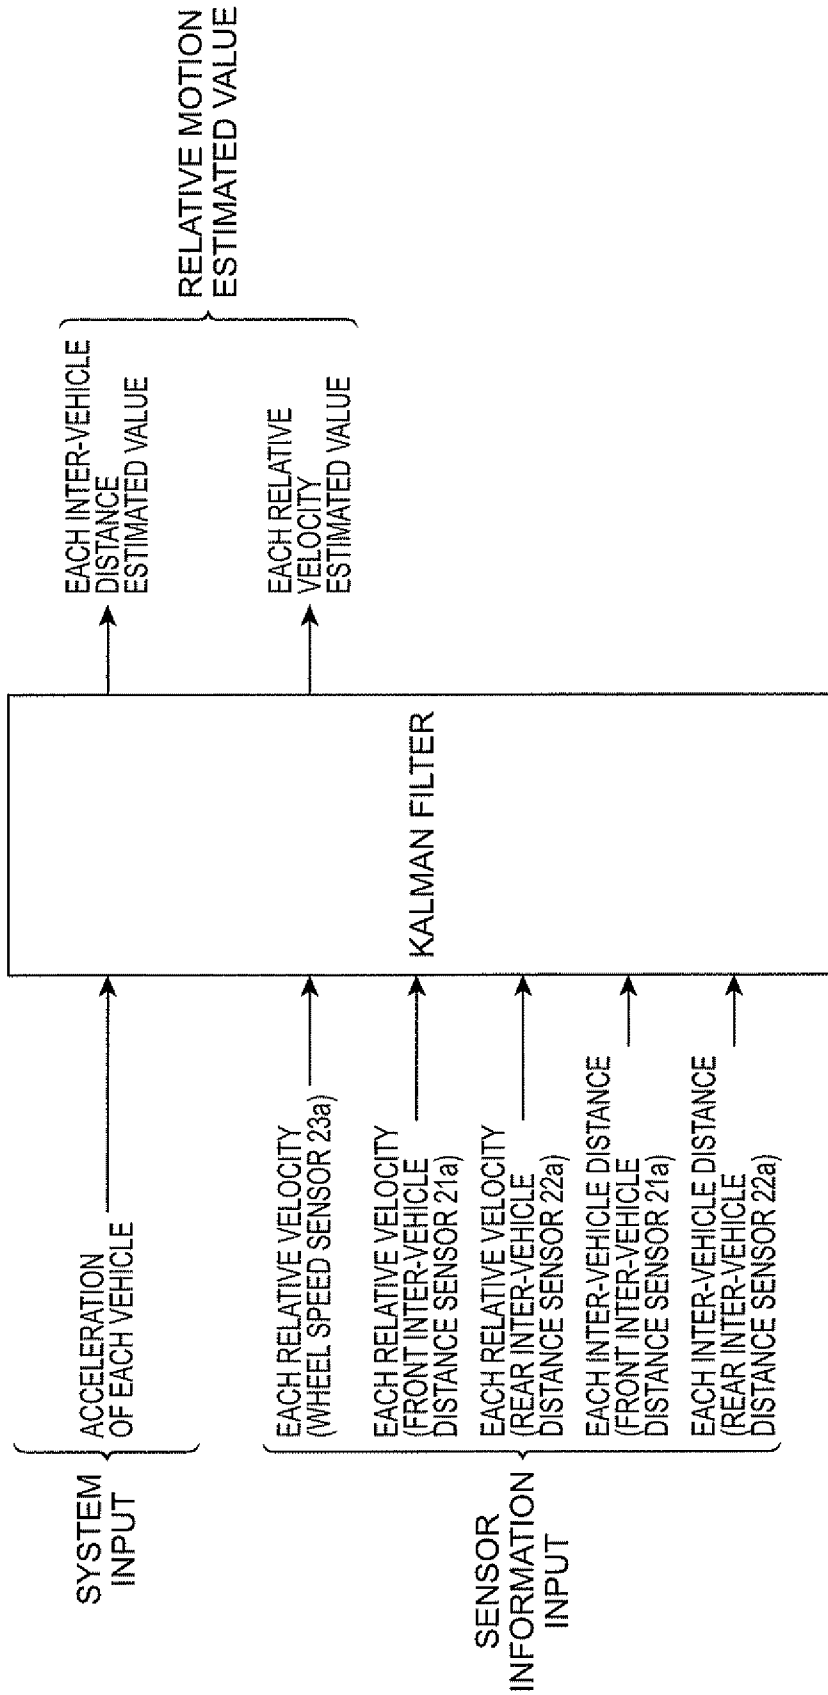 SYSTEM
INPUT
ACCELERATION
OF EACH VEHICLE
SENSOR
INFORMATION
INPUT
EACH RELATIVE VELOCITY
(WHEEL SPEED SENSOR 23a)
EACH RELATIVE VELOCITY
(FRONT INTER-VEHICLE
DISTANCE SENSOR 21a)
EACH RELATIVE VELOCITY
(REAR INTER-VEHICLE
DISTANCE SENSOR 22a)
EACH INTER-VEHICLE DISTANCE
(FRONT INTER-VEHICLE
DISTANCE SENSOR 21a)
EACH INTER-VEHICLE DISTANCE
(REAR INTER-VEHICLE
DISTANCE SENSOR 22a)
KALMAN FILTER
EACH INTER-VEHICLE
DISTANCE
ESTIMATED VALUE
EACH RELATIVE
VELOCITY
ESTIMATED VALUE
RELATIVE MOTION
ESTIMATED VALUE